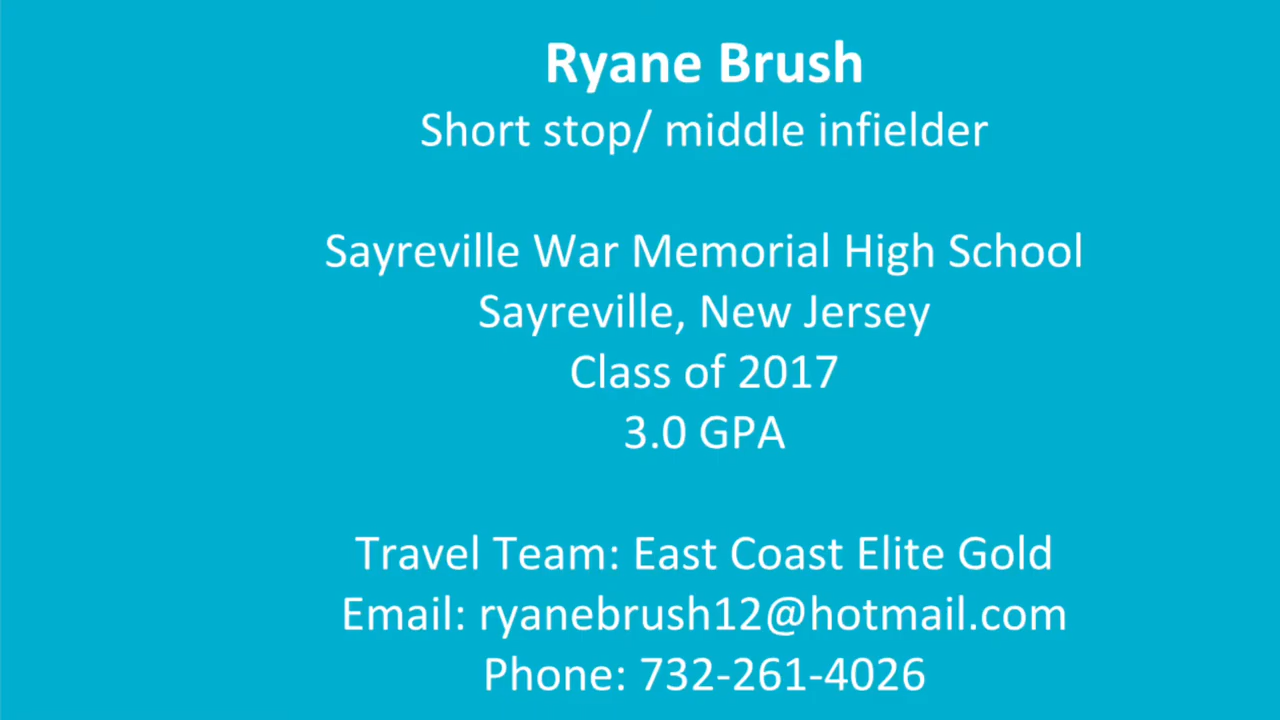 Ryane Brush
Short stop/ middle infielder
Sayreville War Memorial High School
Sayreville, New Jersey
Class of 2017
3.0 GPA
Travel Team: East Coast Elite Gold
Email: ryanebrush12@hotmail.com
Phone: 732-261-4026